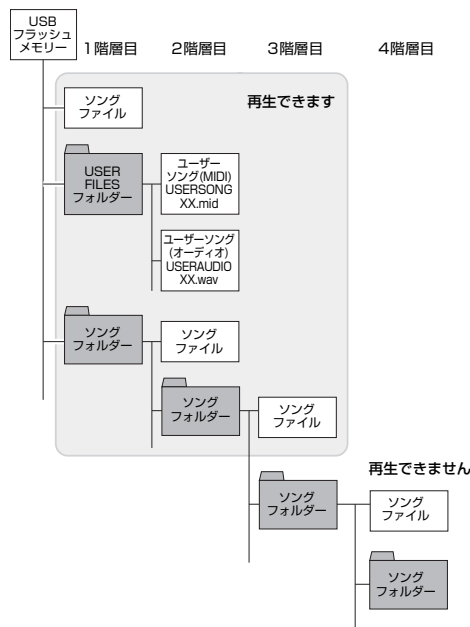 USB
フラッシュ
メモリー
1階層目 2階層目 3階層目 4階層目
再生できます
ソング
ファイル
USER
FILES
フォルダー
ユーザー
ソング(MIDI)
USERSONG
XX.mid
ユーザーソング
(オーディオ)
USERAUDIO
XX.wav
ソング
フォルダー
ソング
ファイル
ソング
フォルダー
ソング
ファイル
再生できません
ソング
フォルダー
ソング
ファイル
ソング
フォルダー